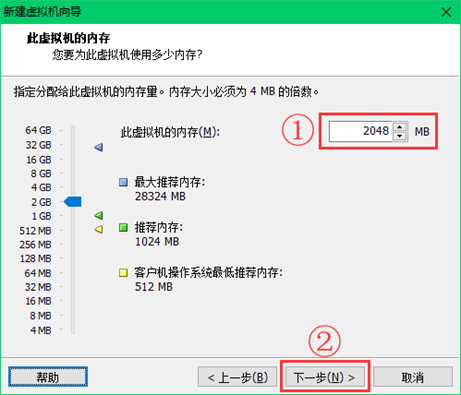 新建虚拟机向导
此虚拟机的内存
您要为此虚拟机使用多少内存?
指定分配给此虚拟机的内存量。内存大小必须为 4 MB 的倍数。
64 GB
32 GB
16 GB
8 GB
4 GB
2 GB
1 GB
512 MB
256 MB
128 MB
64 MB
32 MB
16 MB
8 MB
4 MB
此虚拟机的内存(M):
① 2048 MB
最大推荐内存:
28324 MB
推荐内存:
1024 MB
客户机操作系统最低推荐内存:
512 MB
②
帮助 < 上一步(B) 下一步(N) > 取消